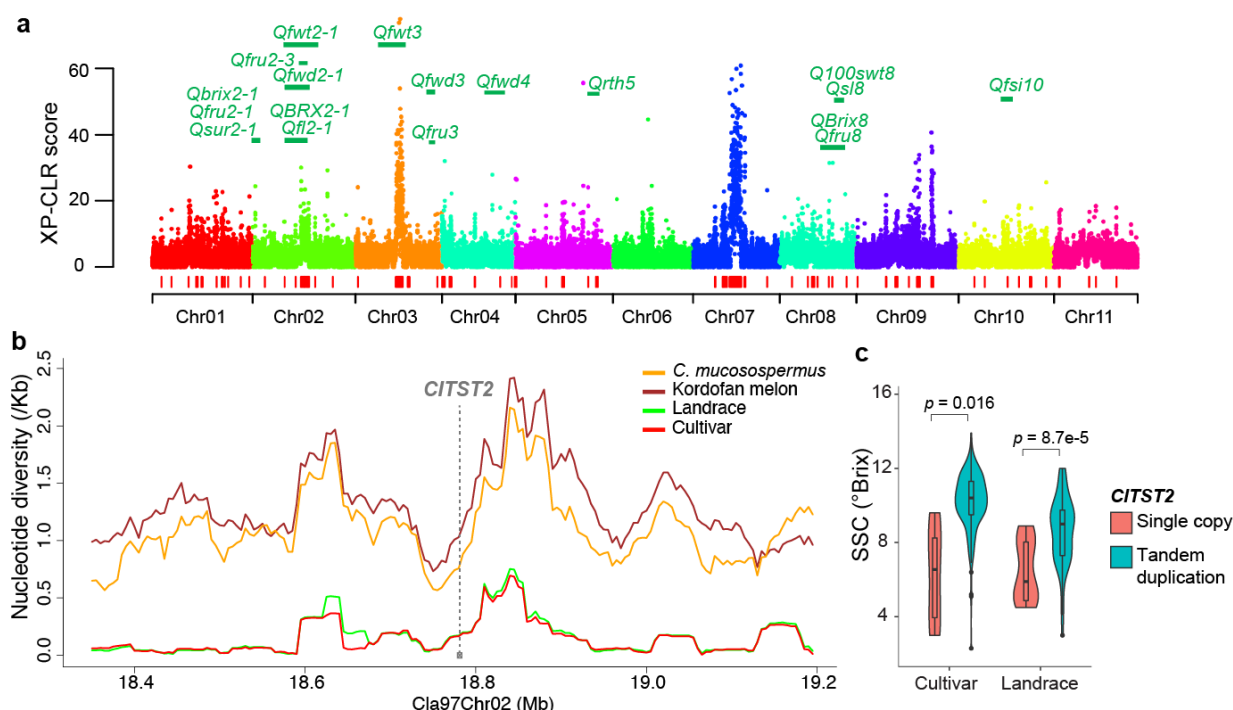 a
XP-CLR score
60
40
20
0
Qfwt2-1
Qfwt3
Qfru2-3
Qfwd2-1
Qfwd3
Qfwd4
Qrth5
Q100swt8
Qsl8
Qfsi10
Qbrix2-1
Qfru2-1
Qsur2-1
QBRX2-1
Qfl2-1
Qfru3
QBrix8
Qfru8
Chr01
Chr02
Chr03
Chr04
Chr05
Chr06
Chr07
Chr08
Chr09
Chr10
Chr11
b
Nucleotide diversity (/Kb)
2.5
2.0
1.5
1.0
0.5
0.0
ClTST2
C. mucosospermus
Kordofan melon
Landrace
Cultivar
18.4
18.6
18.8
19.0
19.2
Cla97Chr02 (Mb)
c
SSC (°Brix)
16
12
8
4
p = 0.016
p = 8.7e-5
Cultivar
Landrace
ClTST2
Single copy
Tandem
duplication